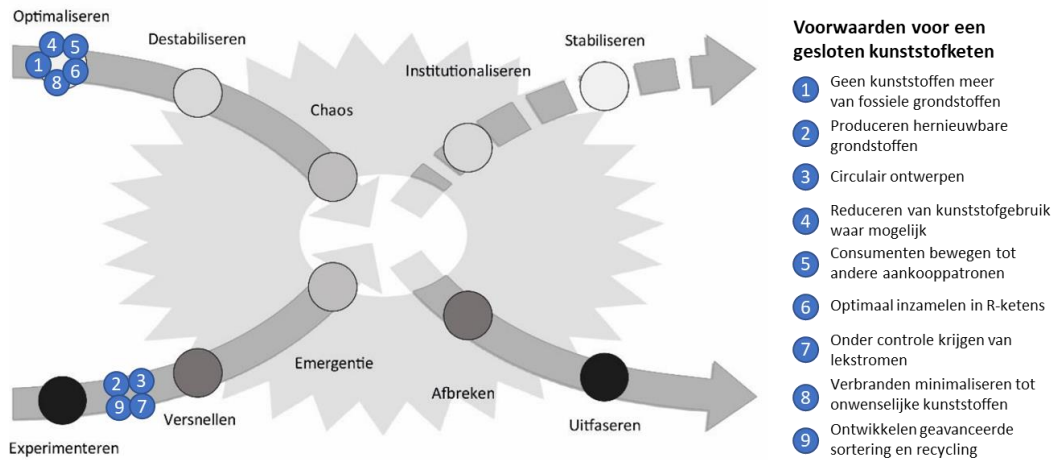 Optimaliseren
Destabiliseren
Chaos
Institutionaliseren
Stabiliseren
4
5
1
6
8
Emergentie
Afbreken
2
3
9
7
Versnellen
Uitfaseren
Experimenteren
Voorwaarden voor een
gesloten kunststofketen
1 Geen kunststoffen meer
van fossiele grondstoffen
2 Produceren hernieuwbare
grondstoffen
3 Circulair ontwerpen
4 Reduceren van kunststofgebruik
waar mogelijk
5 Consumenten bewegen tot
andere aankooppatronen
6 Optimaal inzamelen in R-ketens
7 Onder controle krijgen van
lekstromen
8 Verbranden minimaliseren tot
onwenselijke kunststoffen
9 Ontwikkelen geavanceerde
sortering en recycling